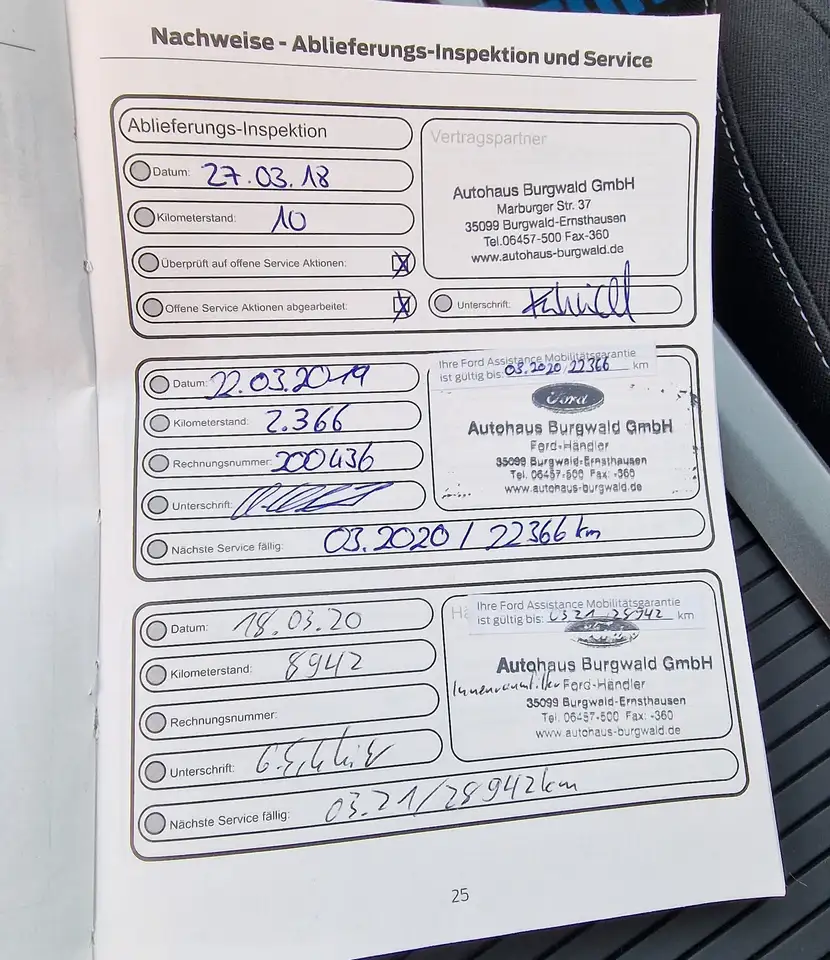 Nachweise - Ablieferungs-Inspektion und Service
Ablieferungs-Inspektion
Datum: 27.03.18
Kilometerstand: 10
Überprüft auf offene Service Aktionen:
Offene Service Aktionen abgearbeitet:
Vertragspartner
Autohaus Burgwald GmbH
Marburger Str. 37
35099 Burgwald-Ernsthausen
Tel.06457-500 Fax-360
www.autohaus-burgwald.de
Unterschrift:
Datum: 22.03.2019
Kilometerstand: 2.366
Rechnungsnummer: 200436
Unterschrift:
Nächste Service fällig: 03.2020 / 22366 km
Ihre Ford Assistance Mobilitätsgarantie
ist gültig bis: 03.2020/22366 km
Ford
Autohaus Burgwald GmbH
Ford-Händler
35099 Burgwald-Ernsthausen
Tel. 06457-500 Fax: -360
www.autohaus-burgwald.de
Datum: 18.03.20
Kilometerstand: 8942
Rechnungsnummer:
Unterschrift:
Nächste Service fällig: 03.21/28942km
Hä
Ihre Ford Assistance Mobilitätsgarantie
ist gültig bis: 0321 28942 km
Autohaus Burgwald GmbH
Ford-Händler
35099 Burgwald-Ernsthausen
Tel. 06457-500 Fax: -360
www.autohaus-burgwald.de
25